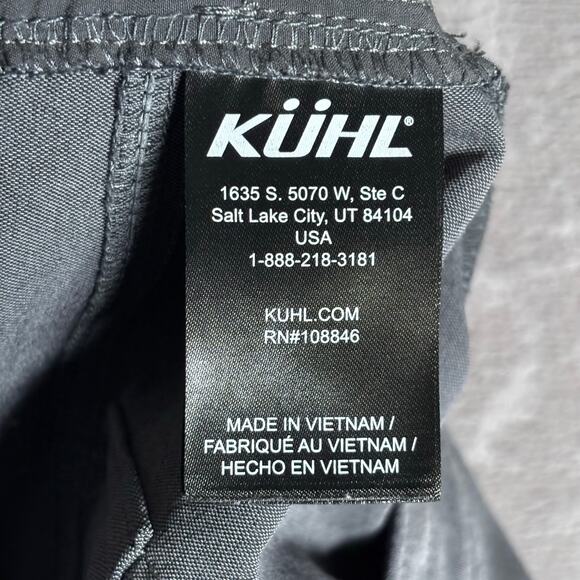 KÜHL®
1635 S. 5070 W, Ste C
Salt Lake City, UT 84104
USA
1-888-218-3181
KUHL.COM
RN#108846
MADE IN VIETNAM /
FABRIQUÉ AU VIETNAM /
HECHO EN VIETNAM